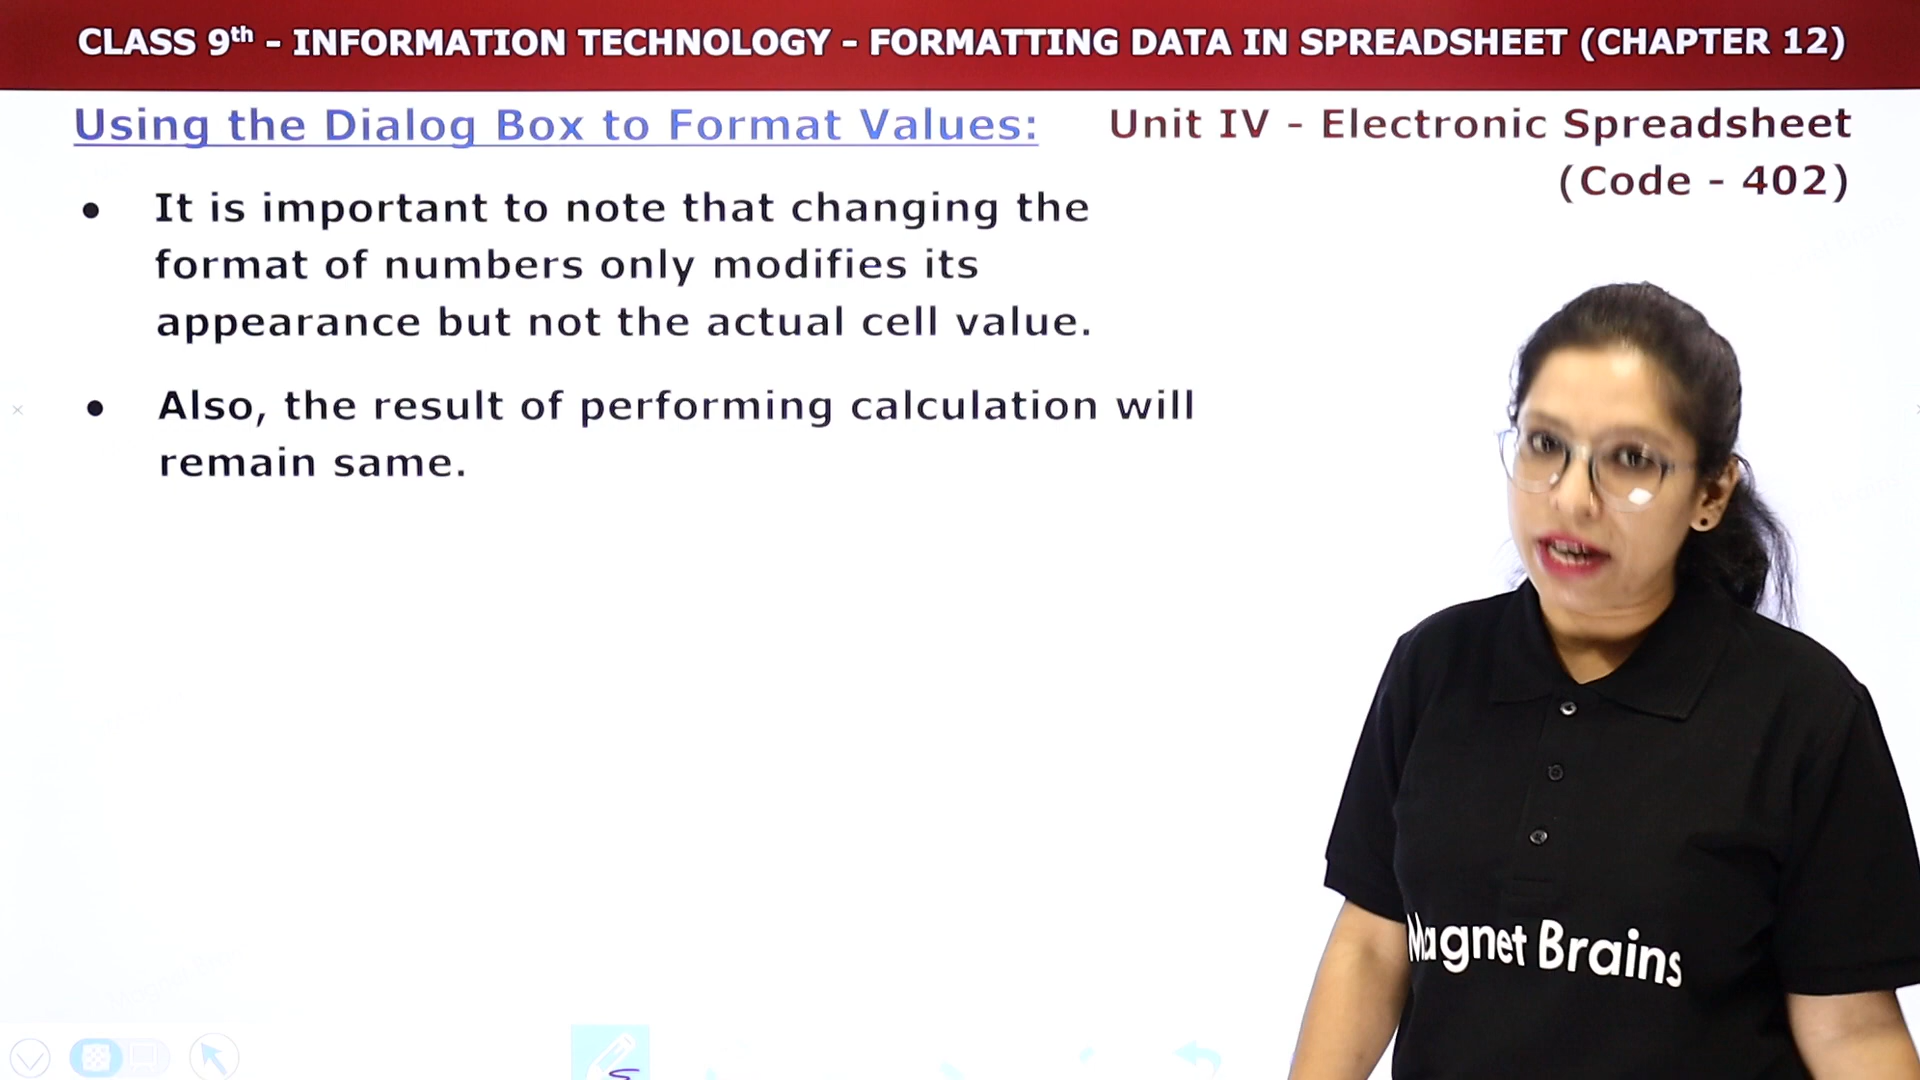 CLASS 9th - INFORMATION TECHNOLOGY - FORMATTING DATA IN SPREADSHEET (CHAPTER 12)
Using the Dialog Box to Format Values:
Unit IV - Electronic Spreadsheet
(Code - 402)
• It is important to note that changing the
format of numbers only modifies its
appearance but not the actual cell value.
• Also, the result of performing calculation will
remain same.
Magnet Brains